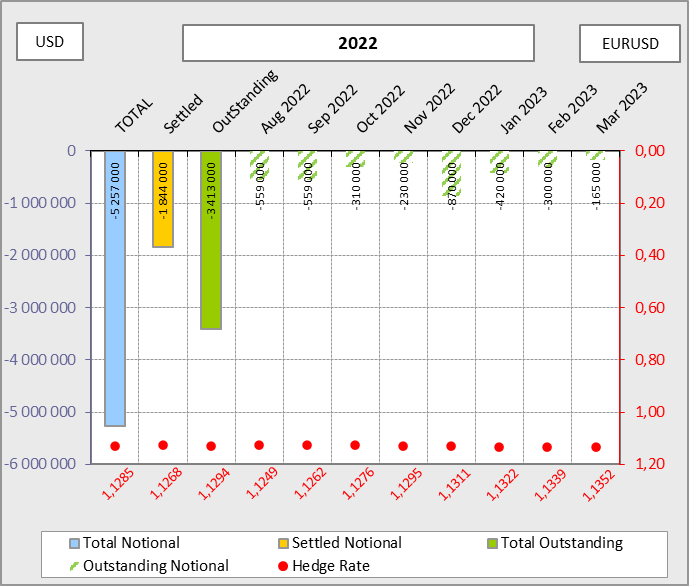 USD
2022
EURUSD
TOTAL
Settled
OutStanding
Aug 2022
Sep 2022
Oct 2022
Nov 2022
Dec 2022
Jan 2023
Feb 2023
Mar 2023
0
-1 000 000
-2 000 000
-3 000 000
-4 000 000
-5 000 000
-6 000 000
-5 257 000
-1 844 000
-3 413 000
-559 000
-559 000
-310 000
-230 000
-870 000
-420 000
-300 000
-165 000
0,00
0,20
0,40
0,60
0,80
1,00
1,20
1,1285
1,1268
1,1294
1,1249
1,1262
1,1276
1,1295
1,1311
1,1322
1,1339
1,1352
Total Notional
Settled Notional
Total Outstanding
Outstanding Notional
Hedge Rate